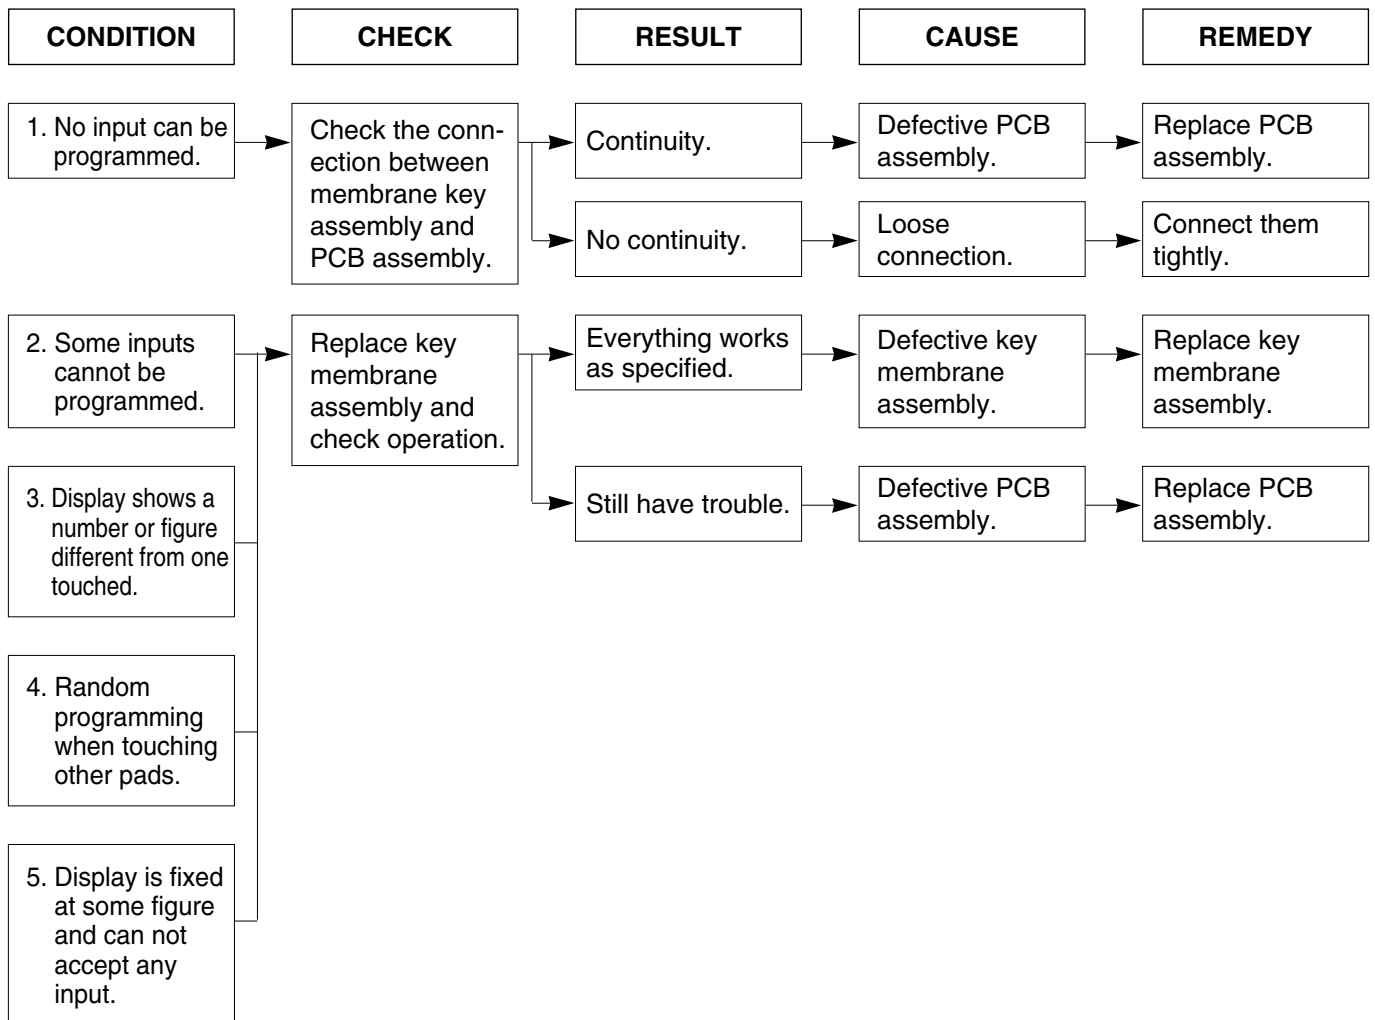 CONDITION
CHECK
RESULT
CAUSE
REMEDY
1. No input can be
programmed.
Check the conn-
ection between
membrane key
assembly and
PCB assembly.
Continuity.
Defective PCB
assembly.
Replace PCB
assembly.
No continuity.
Loose
connection.
Connect them
tightly.
2. Some inputs
cannot be
programmed.
Replace key
membrane
assembly and
check operation.
Everything works
as specified.
Defective key
membrane
assembly.
Replace key
membrane
assembly.
Still have trouble.
Defective PCB
assembly.
Replace PCB
assembly.
3. Display shows a
number or figure
different from one
touched.
4. Random
programming
when touching
other pads.
5. Display is fixed
at some figure
and can not
accept any
input.